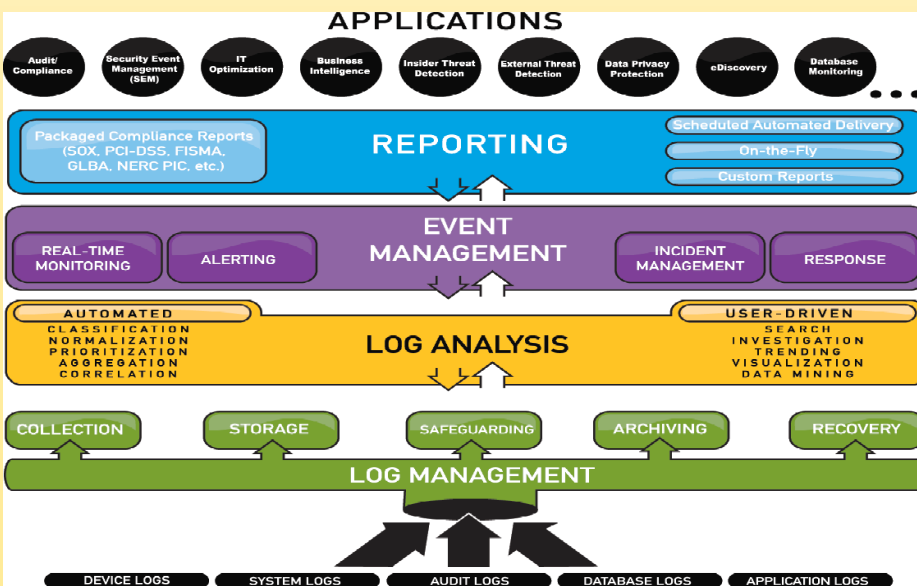 APPLICATIONS
Audit/
Compliance
Security Event
Management
(SEM)
IT
Optimization
Business
Intelligence
Insider Threat
Detection
External Threat
Detection
Data Privacy
Protection
eDiscovery
Database
Monitoring
Packaged Compliance Reports
(SOX, PCI-DSS, FISMA,
GLBA, NERC PIC, etc.)
REPORTING
Scheduled Automated Delivery
On-the-Fly
Custom Reports
REAL-TIME
MONITORING
ALERTING
EVENT
MANAGEMENT
INCIDENT
MANAGEMENT
RESPONSE
AUTOMATED
CLASSIFICATION
NORMALIZATION
PRIORITIZATION
AGGREGATION
CORRELATION
LOG ANALYSIS
USER-DRIVEN
SEARCH
INVESTIGATION
TRENDING
VISUALIZATION
DATA MINING
COLLECTION
STORAGE
SAFEGUARDING
ARCHIVING
RECOVERY
LOG MANAGEMENT
DEVICE LOGS
SYSTEM LOGS
AUDIT LOGS
DATABASE LOGS
APPLICATION LOGS